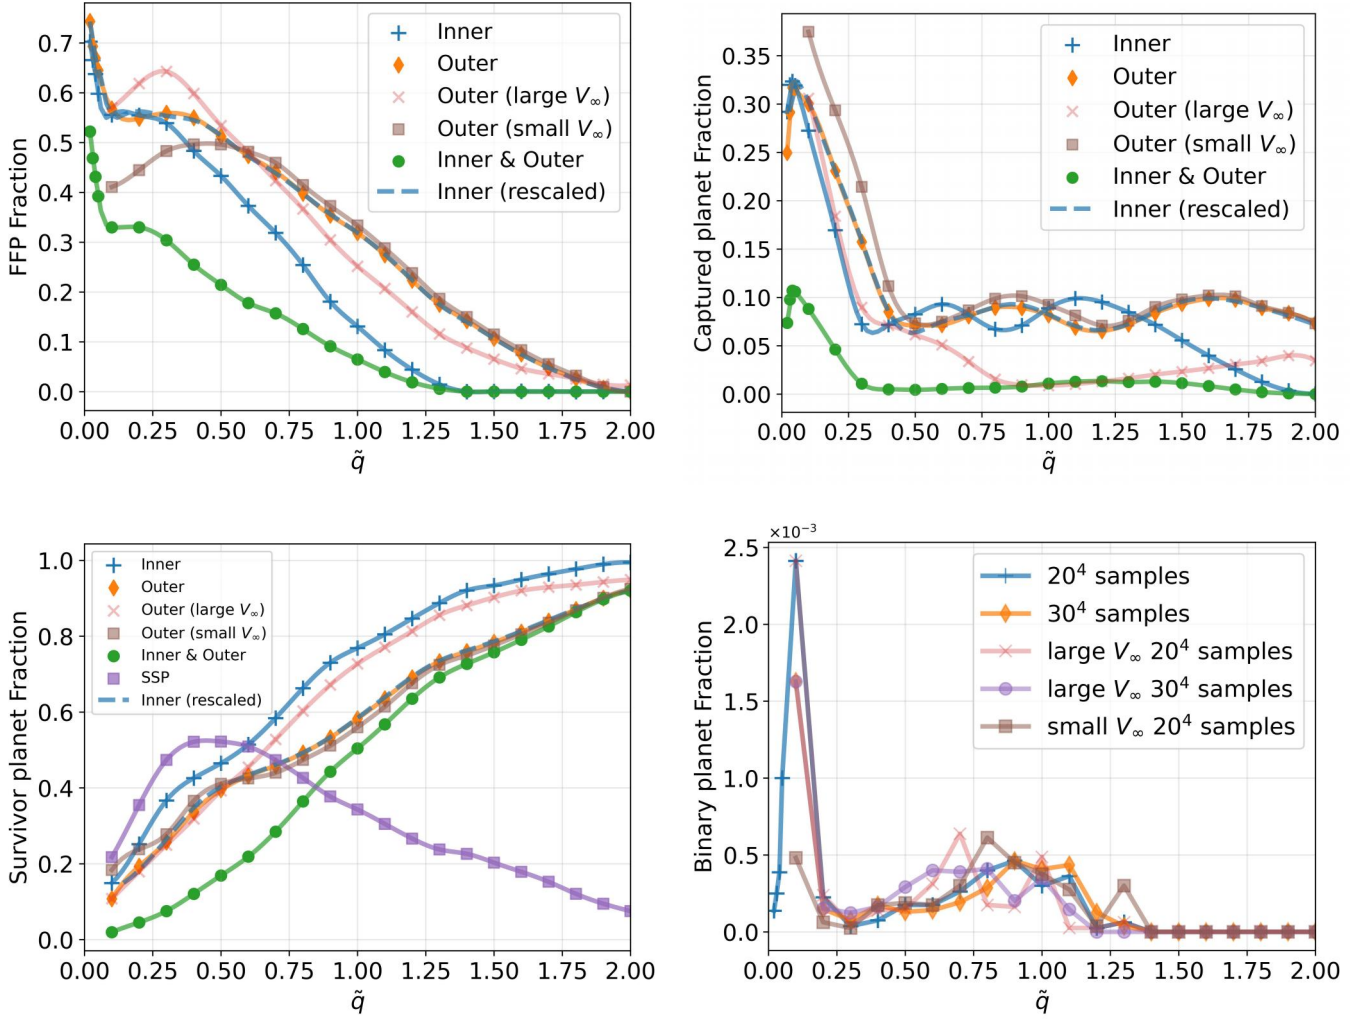 FFP Fraction
0.7
0.6
0.5
0.4
0.3
0.2
0.1
0.0
Inner
Outer
Outer (large V∞)
Outer (small V∞)
Inner & Outer
Inner (rescaled)
0.00 0.25 0.50 0.75 1.00 1.25 1.50 1.75 2.00
q̃
Captured planet Fraction
0.35
0.30
0.25
0.20
0.15
0.10
0.05
0.00
Inner
Outer
Outer (large V∞)
Outer (small V∞)
Inner & Outer
Inner (rescaled)
0.00 0.25 0.50 0.75 1.00 1.25 1.50 1.75 2.00
q̃
Survivor planet Fraction
1.0
0.8
0.6
0.4
0.2
0.0
Inner
Outer
Outer (large V∞)
Outer (small V∞)
Inner & Outer
SSP
Inner (rescaled)
0.00 0.25 0.50 0.75 1.00 1.25 1.50 1.75 2.00
q̃
×10⁻³
Binary planet Fraction
2.5
2.0
1.5
1.0
0.5
0.0
20⁴ samples
30⁴ samples
large V∞ 20⁴ samples
large V∞ 30⁴ samples
small V∞ 20⁴ samples
0.00 0.25 0.50 0.75 1.00 1.25 1.50 1.75 2.00
q̃